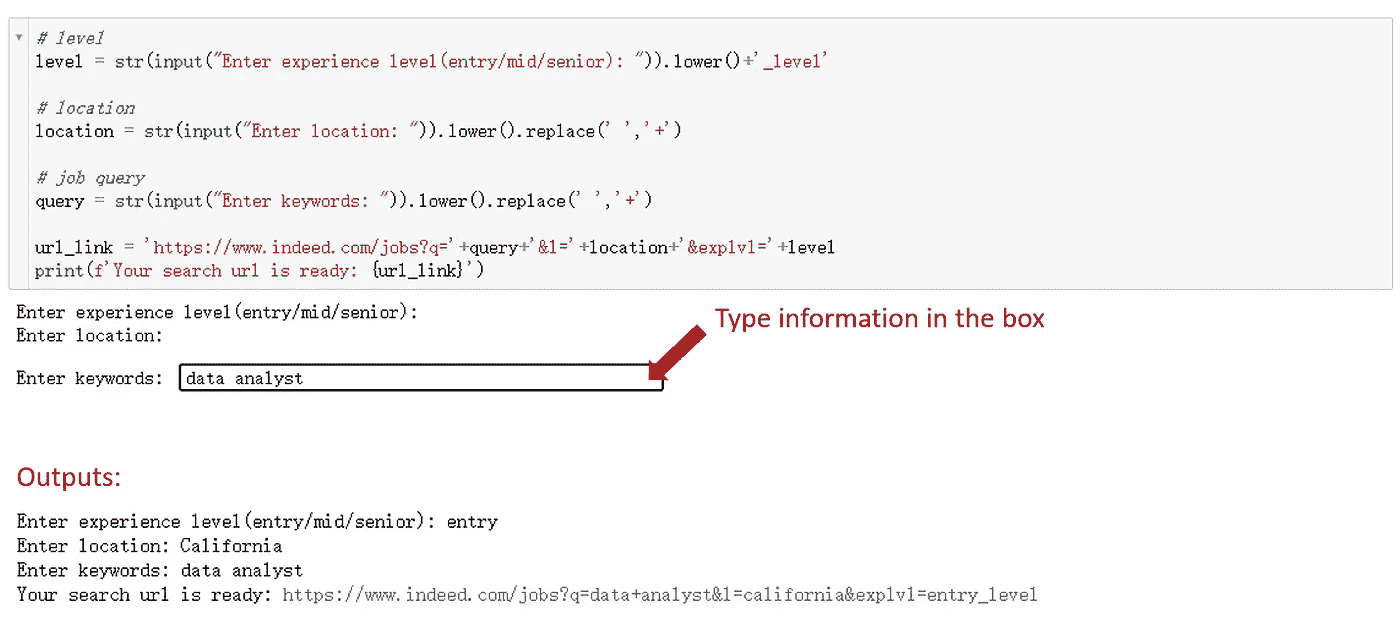 # level
level = str(input("Enter experience level(entry/mid/senior): ")).lower()+'_level'
# location
location = str(input("Enter location: ")).lower().replace(' ','+')
# job query
query = str(input("Enter keywords: ")).lower().replace(' ','+')
url_link = 'https://www.indeed.com/jobs?q='+query+'&l='+location+'&explvl='+level
print(f'Your search url is ready: {url_link}')
Enter experience level(entry/mid/senior):
Type information in the box
Enter location:
Enter keywords: data analyst
Outputs:
Enter experience level(entry/mid/senior): entry
Enter location: California
Enter keywords: data analyst
Your search url is ready: https://www.indeed.com/jobs?q=data+analyst&l=california&explvl=entry_level